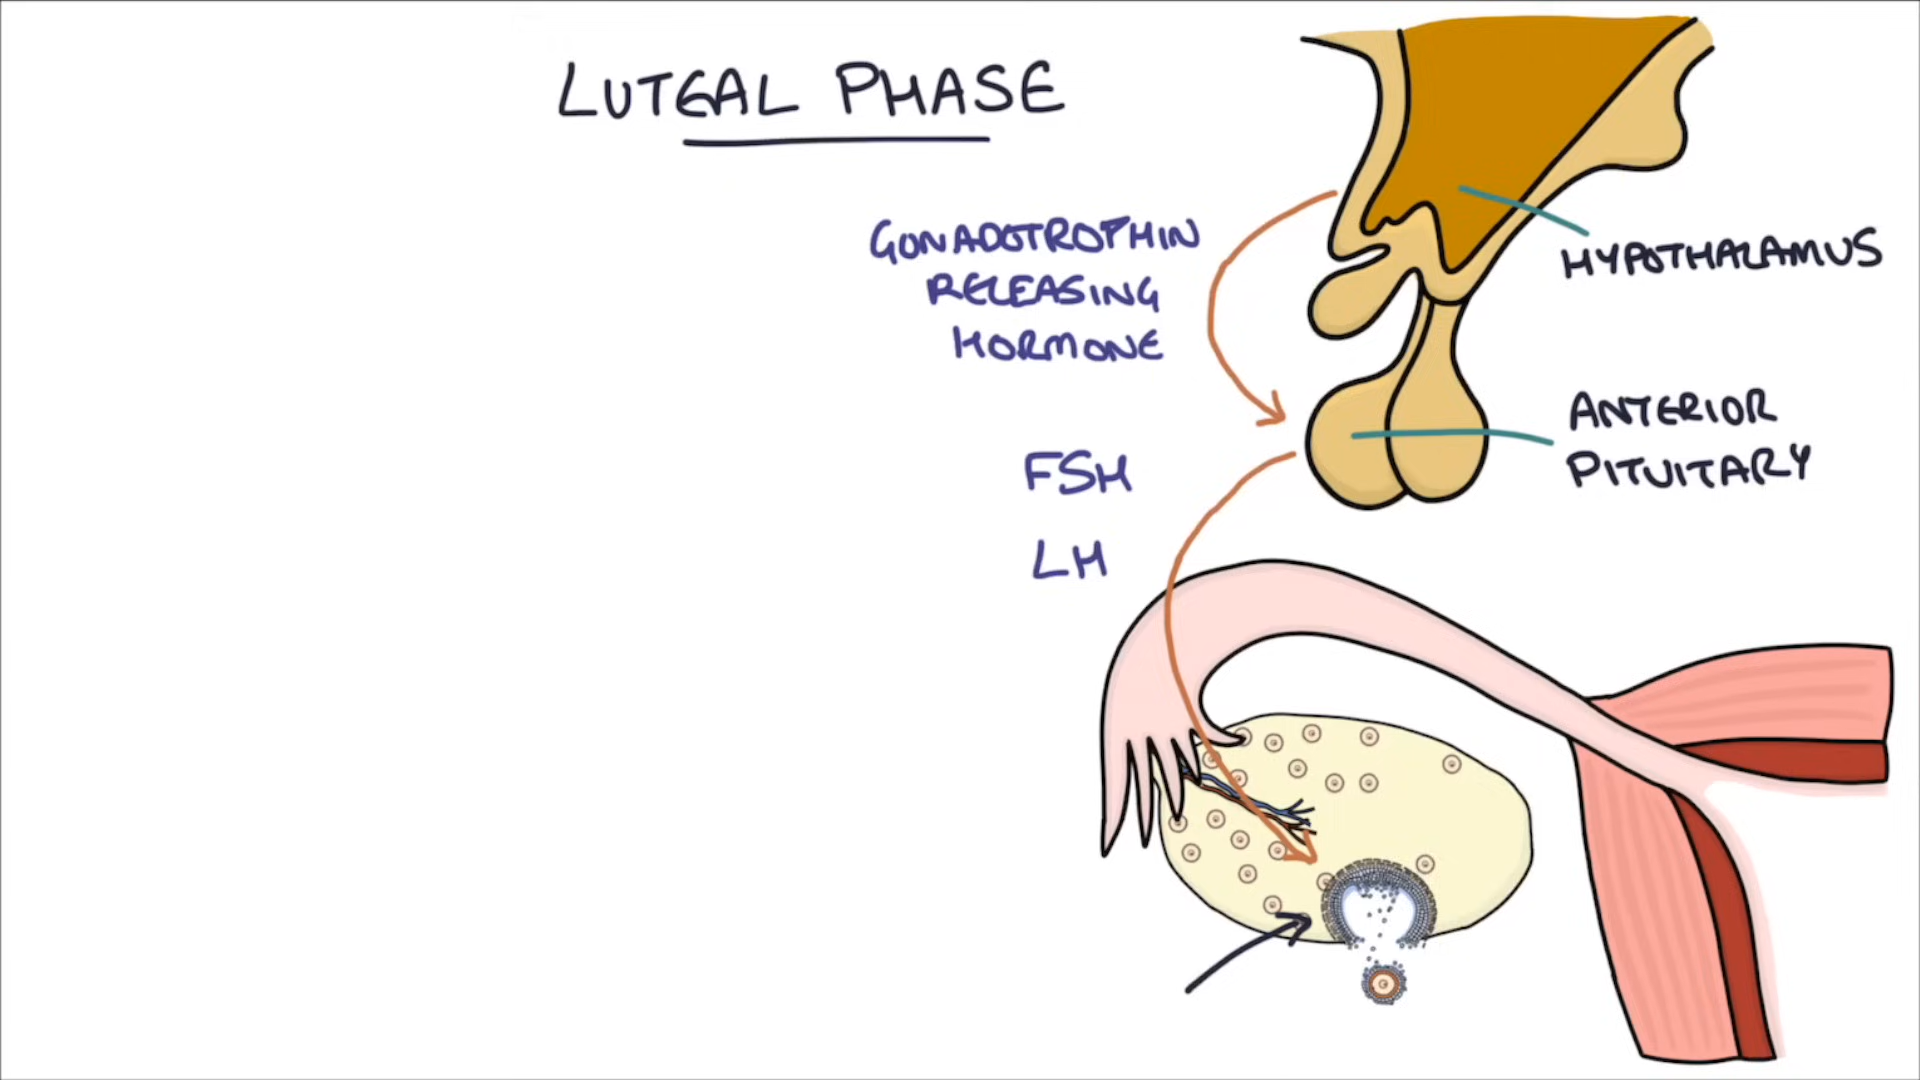 LUTEAL PHASE
GONADOTROPHIN
RELEASING
HORMONE
HYPOTHALAMUS
ANTERIOR
PITUITARY
FSH
LH